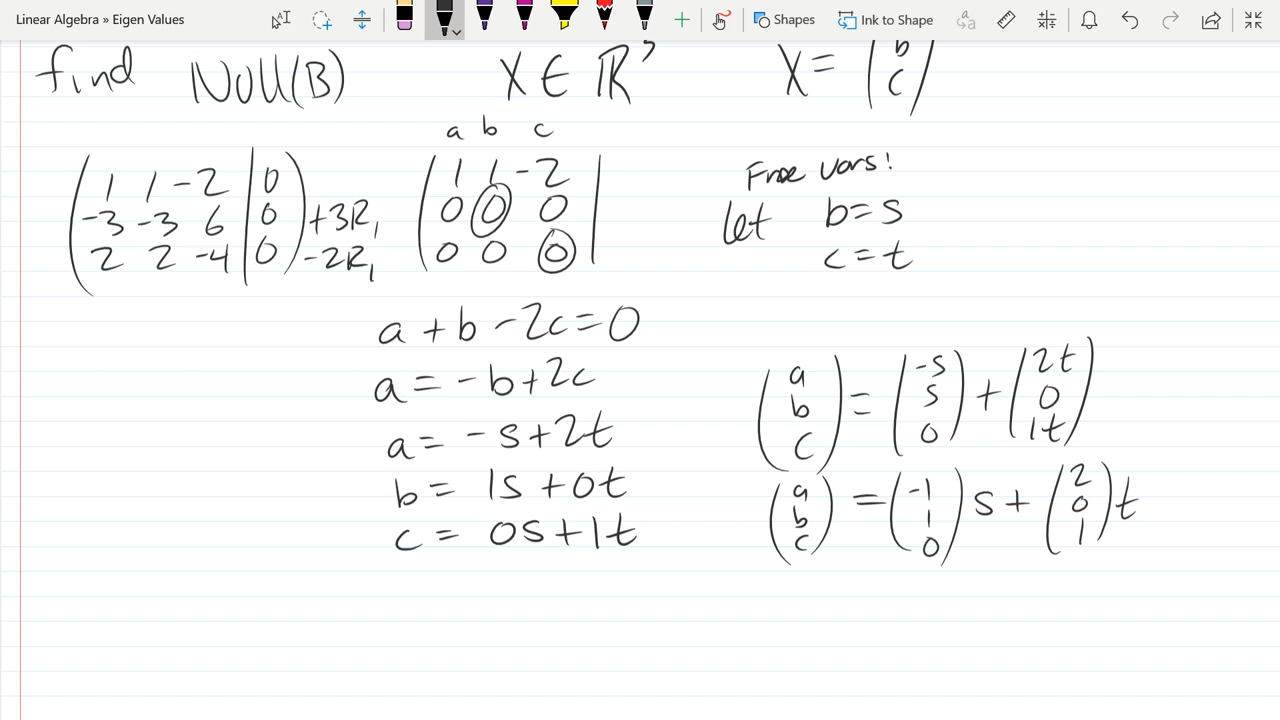 Linear Algebra » Eigen Values
Shapes
Ink to Shape
find Null(B) X ∈ ℝ³ X = (b c)
a b c
(1 1 -2 | 0)
(-3 -3 6 | 0) +3R₁
(2 2 -4 | 0) -2R₁
(1 1 -2 |
(0 0 0 |
(0 0 0 |
Free vars!
let b = s
c = t
a + b - 2c = 0
a = -b + 2c
a = -s + 2t
b = 1s + 0t
c = 0s + 1t
(a b c) = (-s s 0) + (2t 0 1t)
(a b c) = (-1 1 0) s + (2 0 1) t